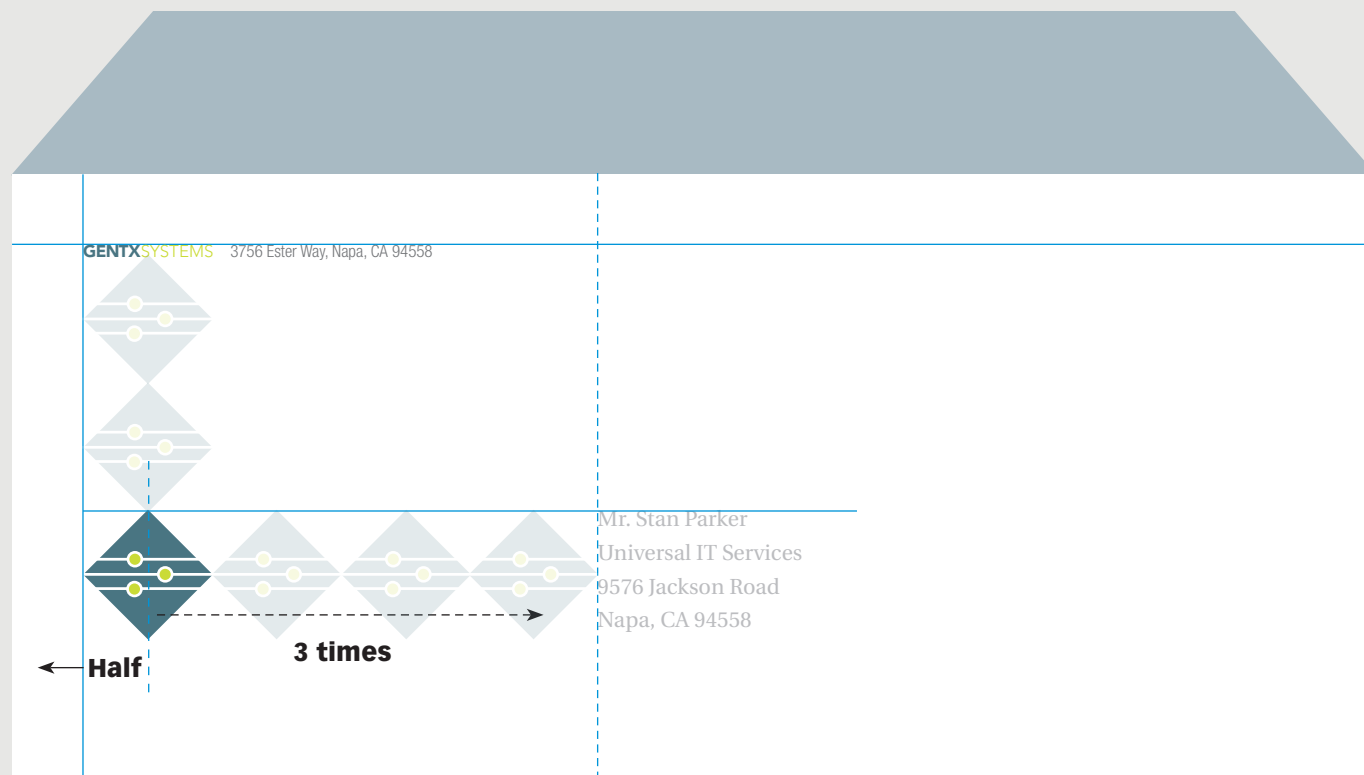 GENTXSYSTEMS 3756 Ester Way, Napa, CA 94558
Mr. Stan Parker
Universal IT Services
9576 Jackson Road
Napa, CA 94558
3 times
Half